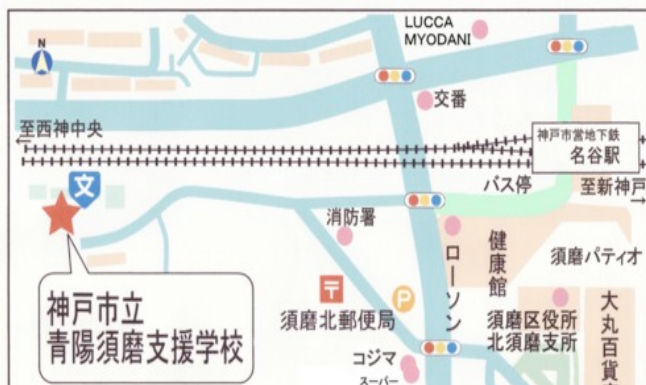 LUCCA
MYODANI
N
交番
至西神中央
神戸市営地下鉄
名谷駅
バス停
至新神戸
文
消防署
ローソン
健康館
須磨パティオ
神戸市立
青陽須磨支援学校
〒
須磨北郵便局
P
須磨区役所
北須磨支所
大丸百貨
コジマ
スーパー